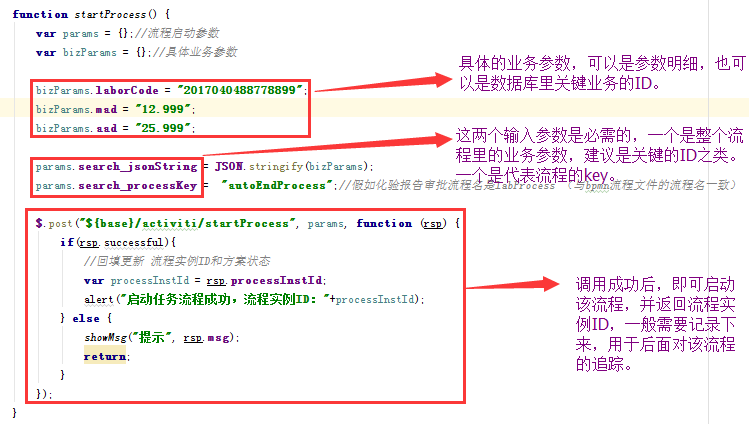 function startProcess() {
var params = {};//流程启动参数
var bizParams = {};//具体业务参数
bizParams.laborCode = "2017040488778899";
bizParams.mad = "12.999";
bizParams.aad = "25.999";
params.search_jsonString = JSON.stringify(bizParams);
params.search_processKey = "autoEndProcess";//假如化验报告审批流程名是labProcess （与bpmn流程文件的流程名一致）
$.post("${base}/activiti/startProcess", params, function (rsp) {
if(rsp.successful){
//回填更新 流程实例ID和方案状态
var processInstId = rsp.processInstId;
alert("启动任务流程成功，流程实例ID："+processInstId);
} else {
showMsg("提示", rsp.msg);
return;
}
});
}
具体的业务参数，可以是参数明细，也可
以是数据库里关键业务的ID。
这两个输入参数是必需的，一个是整个流
程里的业务参数，建议是关键的ID之类。
一个是代表流程的key。
调用成功后，即可启动
该流程，并返回流程实
例ID，一般需要记录下
来，用于后面对该流程
的追踪。